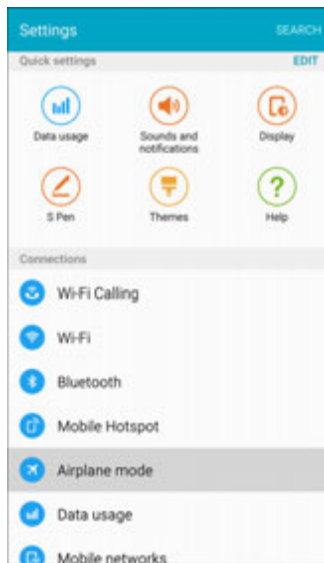 Settings SEARCH
Quick settings EDIT
Data usage Sounds and Display
notifications
S Pen Themes Help
Connections
Wi-Fi Calling
Wi-Fi
Bluetooth
Mobile Hotspot
Airplane mode
Data usage
Mobile networks